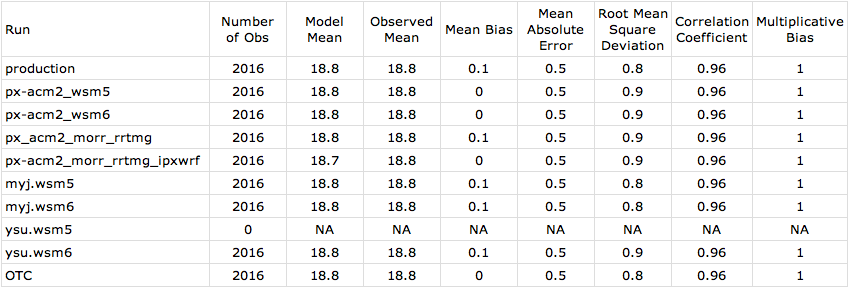 Run Number of Obs Model Mean Observed Mean Mean Bias Mean Absolute Error Root Mean Square Deviation Correlation Coefficient Multiplicative Bias
production 2016 18.8 18.8 0.1 0.5 0.8 0.96 1
px-acm2_wsm5 2016 18.8 18.8 0 0.5 0.9 0.96 1
px-acm2_wsm6 2016 18.8 18.8 0 0.5 0.9 0.96 1
px_acm2_morr_rrtmg 2016 18.8 18.8 0.1 0.5 0.9 0.96 1
px-acm2_morr_rrtmg_ipxwrf 2016 18.7 18.8 0 0.5 0.9 0.96 1
myj.wsm5 2016 18.8 18.8 0.1 0.5 0.8 0.96 1
myj.wsm6 2016 18.8 18.8 0.1 0.5 0.8 0.96 1
ysu.wsm5 0 NA NA NA NA NA NA NA
ysu.wsm6 2016 18.8 18.8 0.1 0.5 0.9 0.96 1
OTC 2016 18.8 18.8 0 0.5 0.8 0.96 1